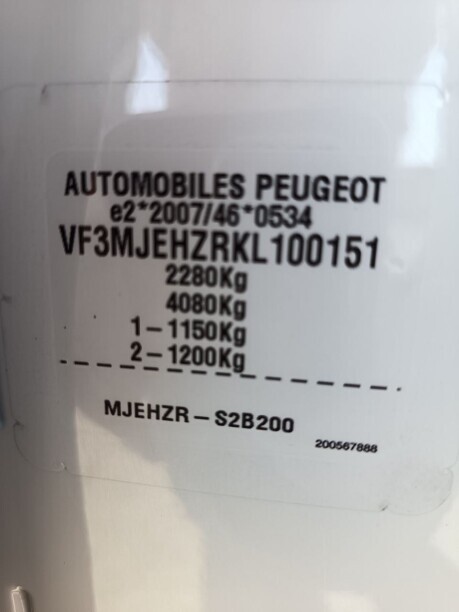 AUTOMOBILES PEUGEOT
e2*2007/46*0534
VF3MJEHZRKL100151
2280Kg
4080Kg
1-1150Kg
2-1200Kg
MJEHZR-S2B200
200567888